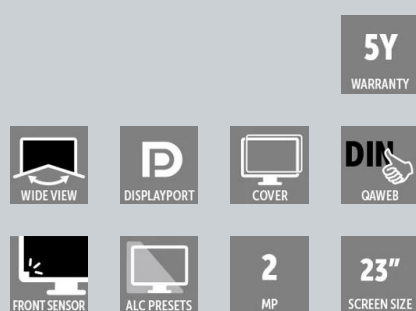 5Y
WARRANTY
WIDE VIEW
DISPLAYPORT
COVER
DIN
QAWEB
FRONT SENSOR
ALC PRESETS
2
MP
23"
SCREEN SIZE